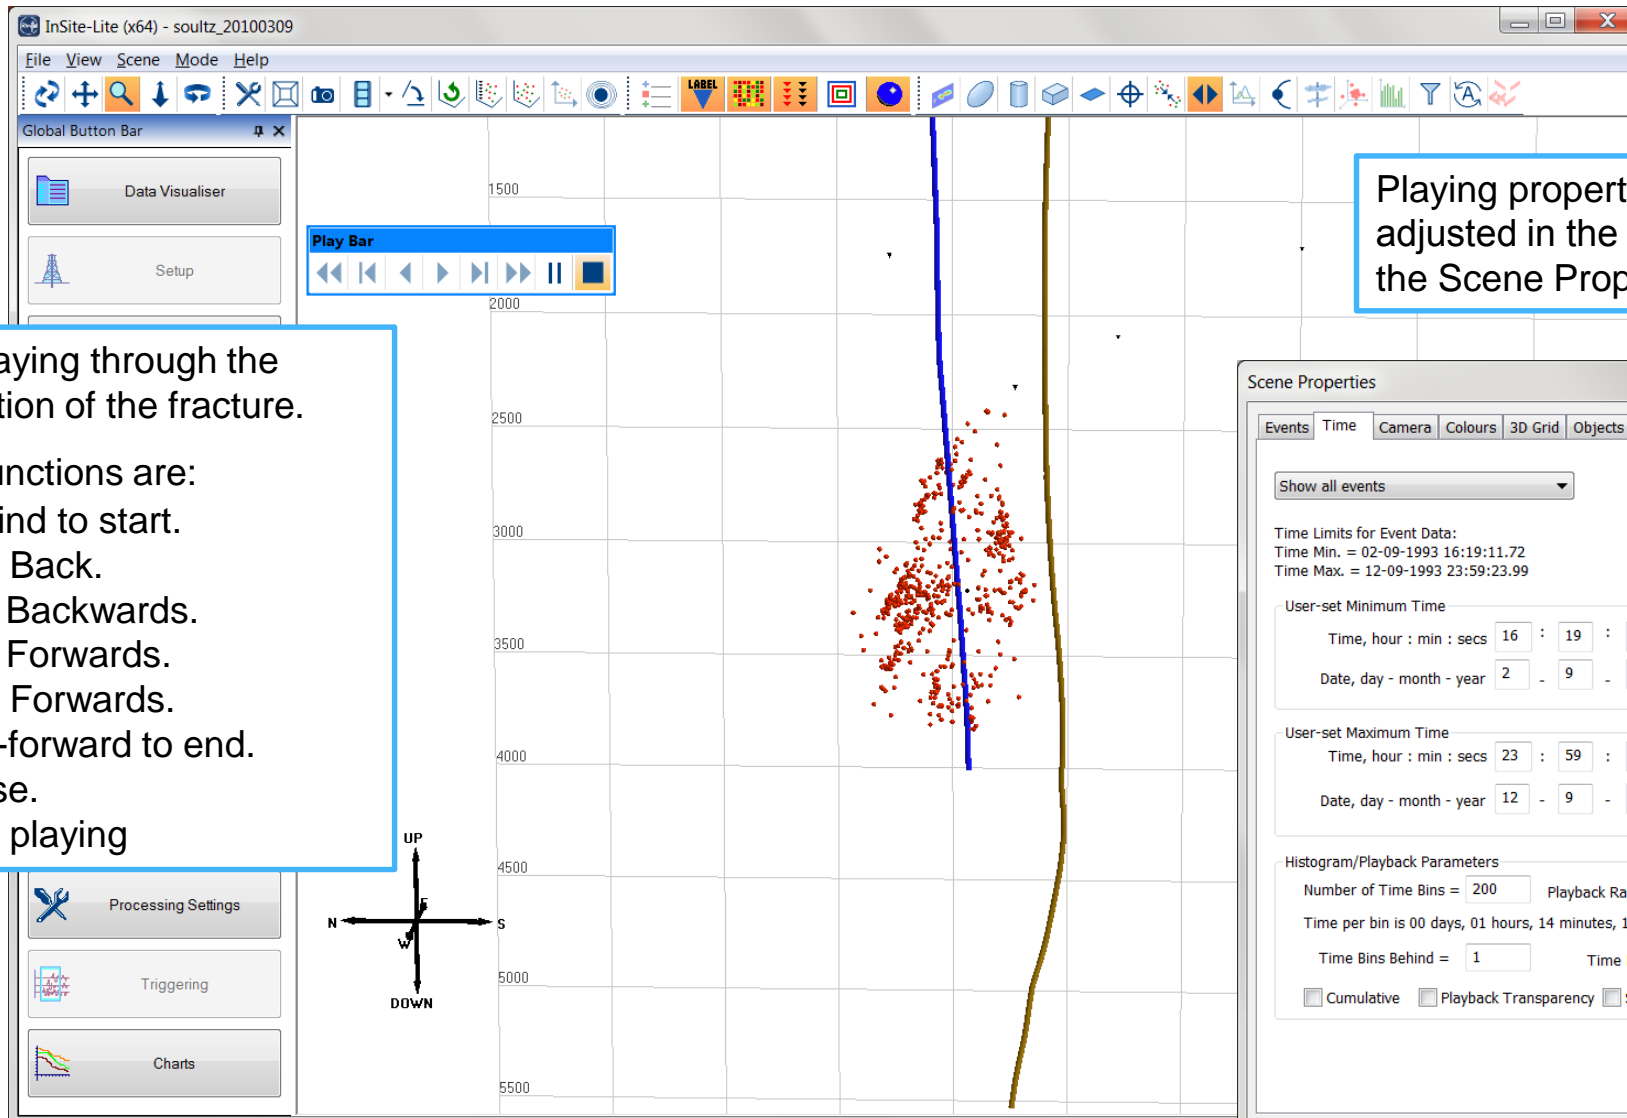 InSite-Lite (x64) - soultz_20100309
File View Scene Mode Help
LABEL
Global Button Bar
Data Visualiser
Setup
Play Bar
1500
2000
2500
3000
3500
4000
4500
5000
5500
Playing propert
adjusted in the
the Scene Prop
aying through the
tion of the fracture.
unctions are:
ind to start.
Back.
Backwards.
Forwards.
Forwards.
-forward to end.
se.
playing
UP
N
S
E
W
DOWN
Processing Settings
Triggering
Charts
Scene Properties
Events Time Camera Colours 3D Grid Objects
Show all events
Time Limits for Event Data:
Time Min. = 02-09-1993 16:19:11.72
Time Max. = 12-09-1993 23:59:23.99
User-set Minimum Time
Time, hour : min : secs 16 : 19 :
Date, day - month - year 2 - 9 -
User-set Maximum Time
Time, hour : min : secs 23 : 59 :
Date, day - month - year 12 - 9 -
Histogram/Playback Parameters
Number of Time Bins = 200 Playback Ra
Time per bin is 00 days, 01 hours, 14 minutes, 1
Time Bins Behind = 1 Time
Cumulative Playback Transparency S